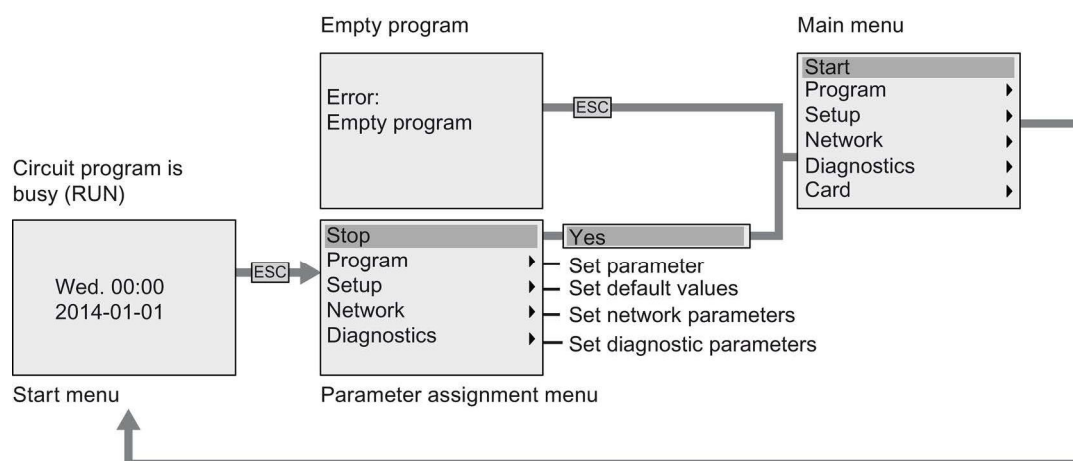 Empty program
Main menu
Error:
Empty program
ESC
Start
Program
Setup
Network
Diagnostics
Card
Circuit program is
busy (RUN)
Wed. 00:00
2014-01-01
ESC
Stop
Program
Setup
Network
Diagnostics
Yes
Set parameter
Set default values
Set network parameters
Set diagnostic parameters
Start menu
Parameter assignment menu